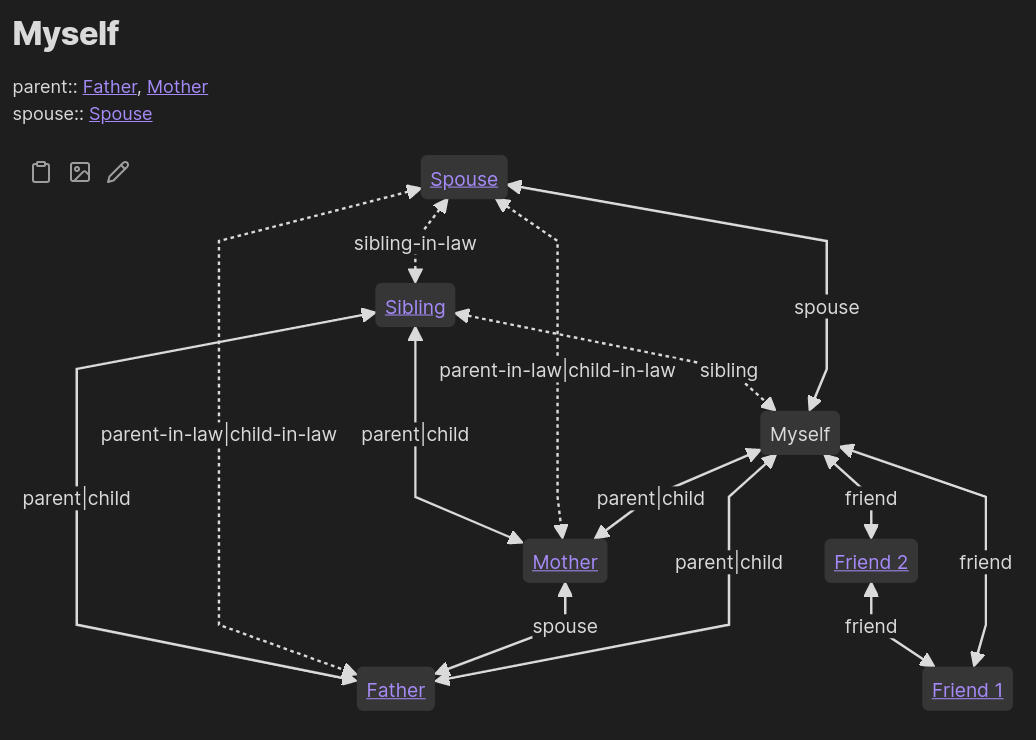 Myself
parent:: Father, Mother
spouse:: Spouse
Spouse
sibling-in-law
Sibling
spouse
parent-in-law|child-in-law
sibling
parent-in-law|child-in-law
parent|child
Myself
parent|child
parent|child
friend
Mother
parent|child
Friend 2
friend
spouse
friend
Father
Friend 1